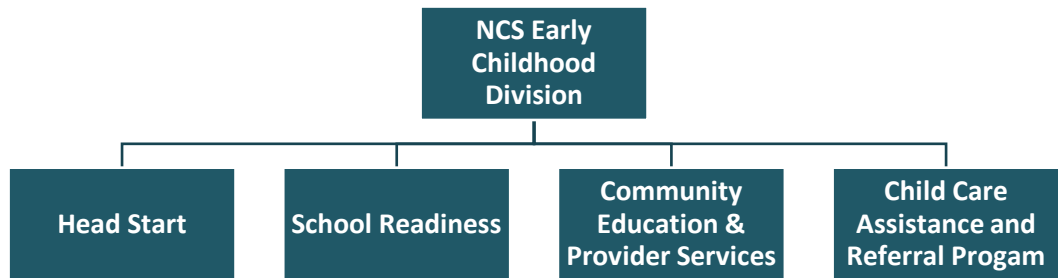 NCS Early
Childhood
Division
Head Start
School Readiness
Community
Education &
Provider Services
Child Care
Assistance and
Referral Progam